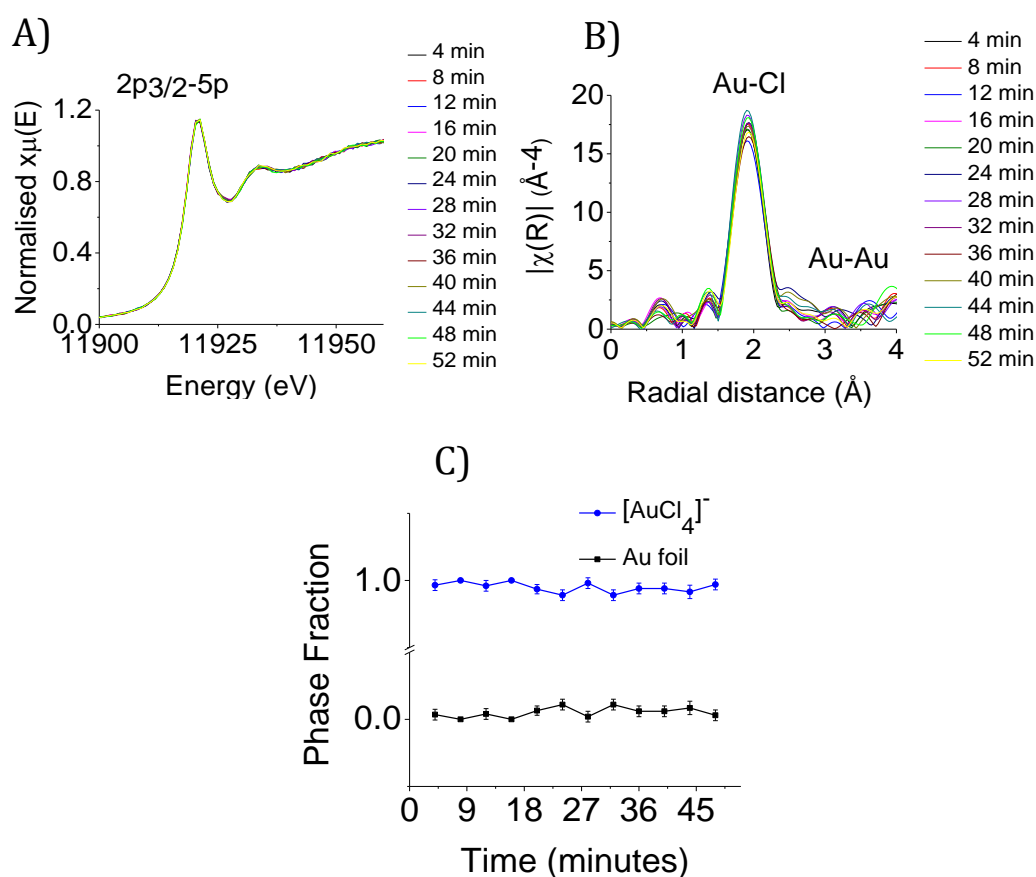 A)
2p3/2-5p
Normalised xµ(E)
1.2
0.8
0.4
0.0
11900
11925
11950
Energy (eV)
4 min
8 min
12 min
16 min
20 min
24 min
28 min
32 min
36 min
40 min
44 min
48 min
52 min
B)
Au-Cl
Au-Au
|χ(R)| (Å-4)
20
15
10
5
0
0
1
2
3
4
Radial distance (Å)
4 min
8 min
12 min
16 min
20 min
24 min
28 min
32 min
36 min
40 min
44 min
48 min
52 min
C)
[AuCl4]-
Au foil
Phase Fraction
1.0
0.0
0
9
18
27
36
45
Time (minutes)